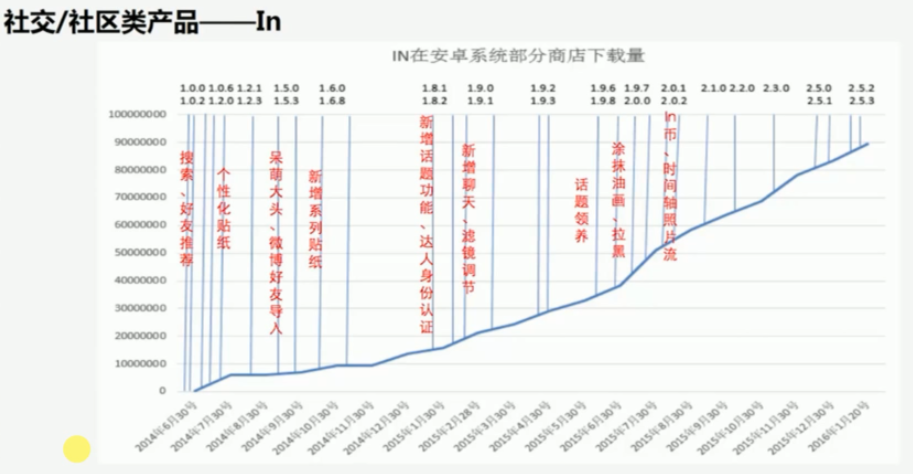 社交/社区类产品——In
IN在安卓系统部分商店下载量
1.0.0 1.0.6 1.2.1 1.5.0 1.6.0 1.8.1 1.9.0 1.9.2 1.9.6 1.9.7 2.0.1 2.1.0 2.2.0 2.3.0 2.5.0 2.5.2
1.0.2 1.2.0 1.2.3 1.5.3 1.6.8 1.8.2 1.9.1 1.9.3 1.9.8 2.0.0 2.0.2 2.5.1 2.5.3
100000000
90000000
80000000
70000000
60000000
50000000
40000000
30000000
20000000
10000000
0
搜索、好友推荐
个性化贴纸
呆萌大头、微博好友导入
新增系列贴纸
新增话题功能、达人身份认证
新增聊天、滤镜调节
话题领养
涂抹油画、拉黑
In币、时间轴照片流
2014年6月30号
2014年7月30号
2014年8月30号
2014年9月30号
2014年10月30号
2014年11月30号
2014年12月30号
2015年1月30号
2015年2月28号
2015年3月30号
2015年4月30号
2015年5月30号
2015年6月30号
2015年7月30号
2015年8月30号
2015年9月30号
2015年10月30号
2015年11月30号
2015年12月30号
2016年1月20号